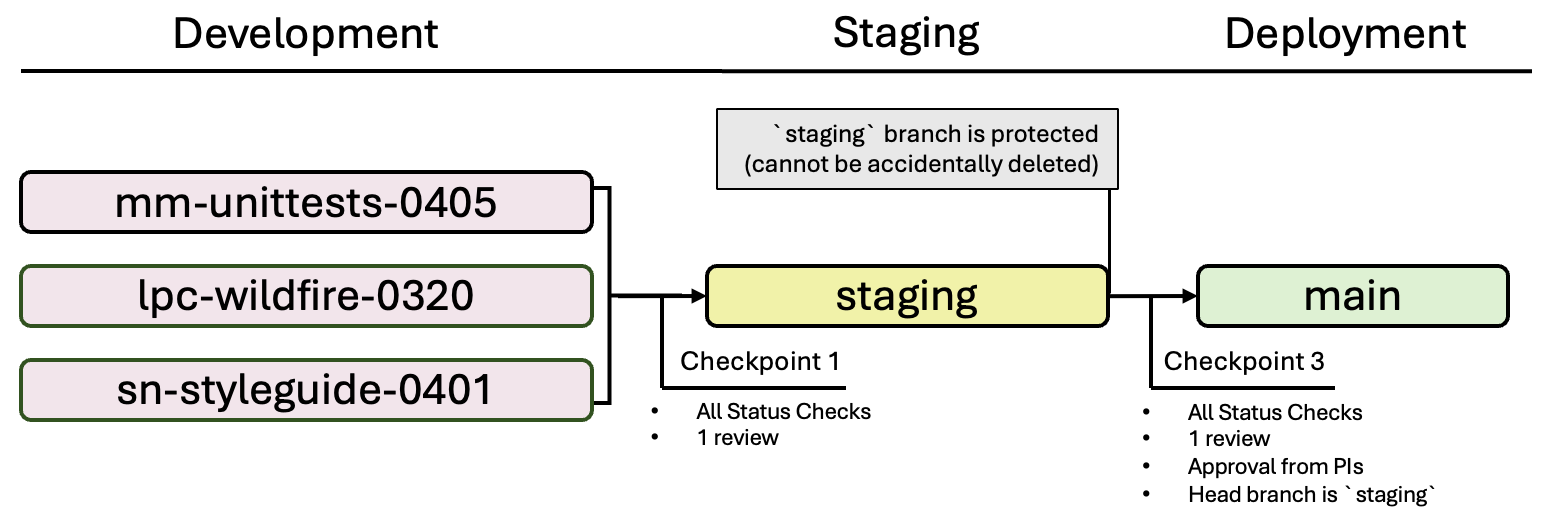 Development
Staging
Deployment
`staging` branch is protected
(cannot be accidentally deleted)
mm-unittests-0405
lpc-wildfire-0320
sn-styleguide-0401
staging
main
Checkpoint 1
• All Status Checks
• 1 review
Checkpoint 3
• All Status Checks
• 1 review
• Approval from PIs
• Head branch is `staging`